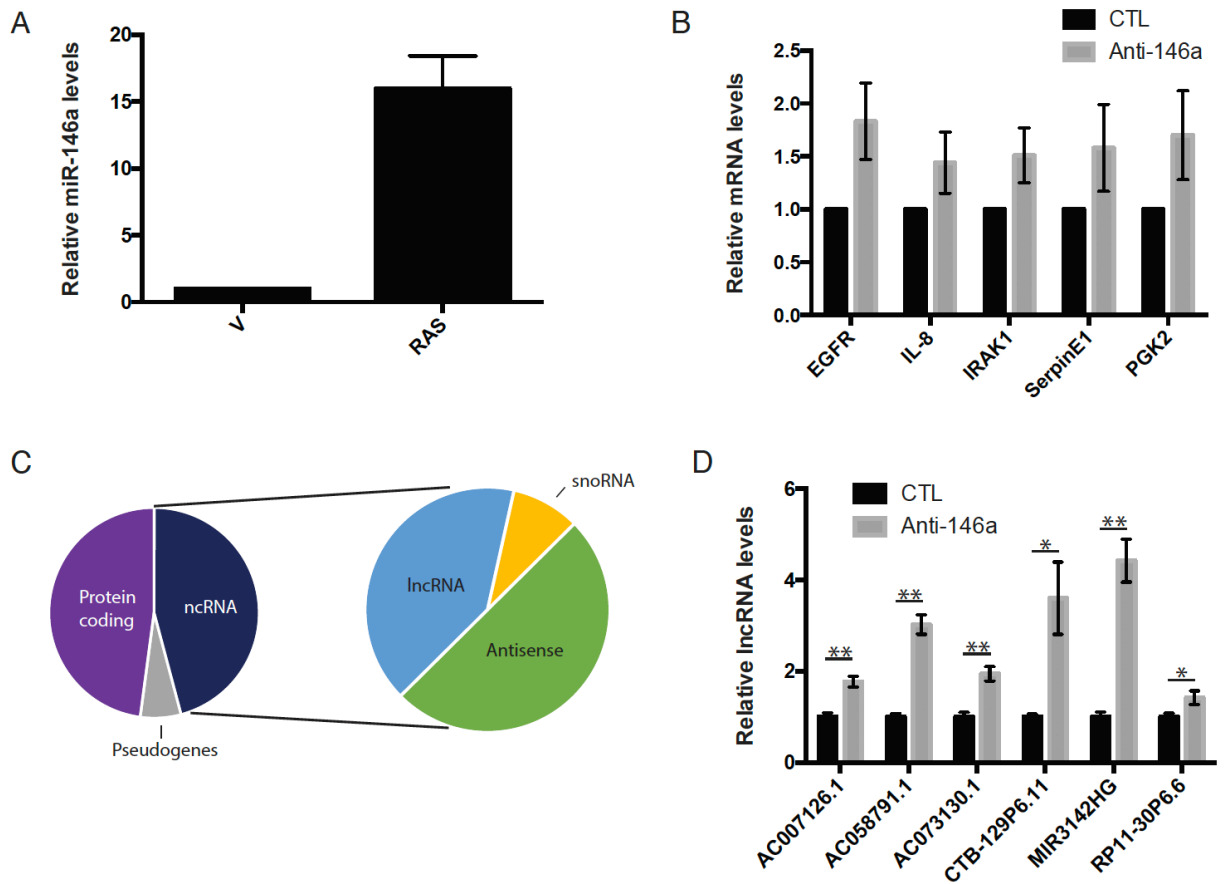 A
Relative miR-146a levels
20
15
10
5
0
V
RAS
B
CTL
Anti-146a
Relative mRNA levels
2.5
2.0
1.5
1.0
0.5
0.0
EGFR
IL-8
IRAK1
SerpinE1
PGK2
C
Protein
coding
ncRNA
Pseudogenes
lncRNA
snoRNA
Antisense
D
CTL
Anti-146a
Relative lncRNA levels
6
4
2
0
**
**
**
*
**
*
AC007126.1
AC058791.1
AC073130.1
CTB-129P6.11
MIR3142HG
RP11-30P6.6